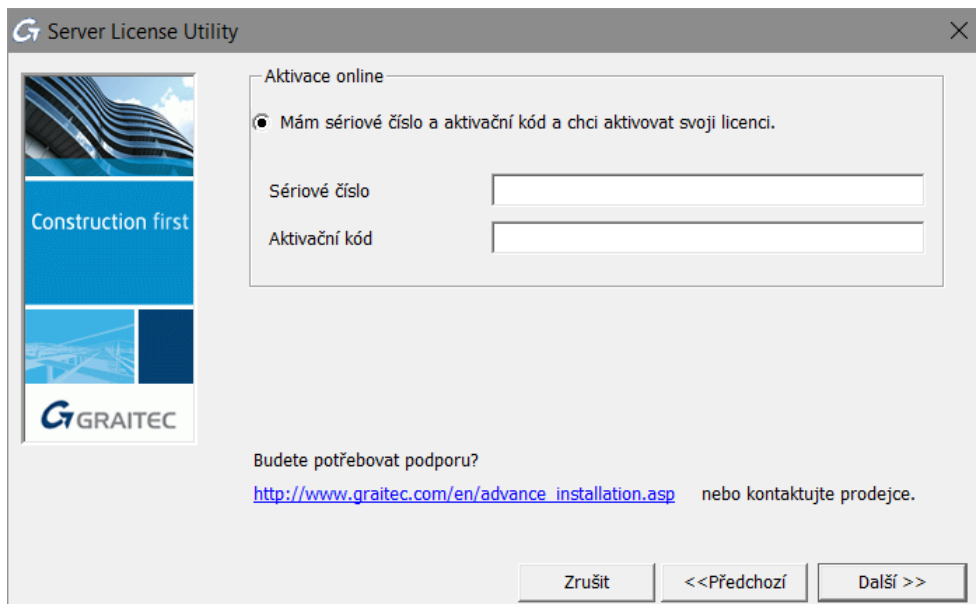 Server License Utility
Aktivace online
Mám sériové číslo a aktivační kód a chci aktivovat svoji licenci.
Sériové číslo
Aktivační kód
Construction first
GRAITEC
Budete potřebovat podporu?
http://www.graitec.com/en/advance_installation.asp nebo kontaktujte prodejce.
Zrušit <<Předchozí Další >>